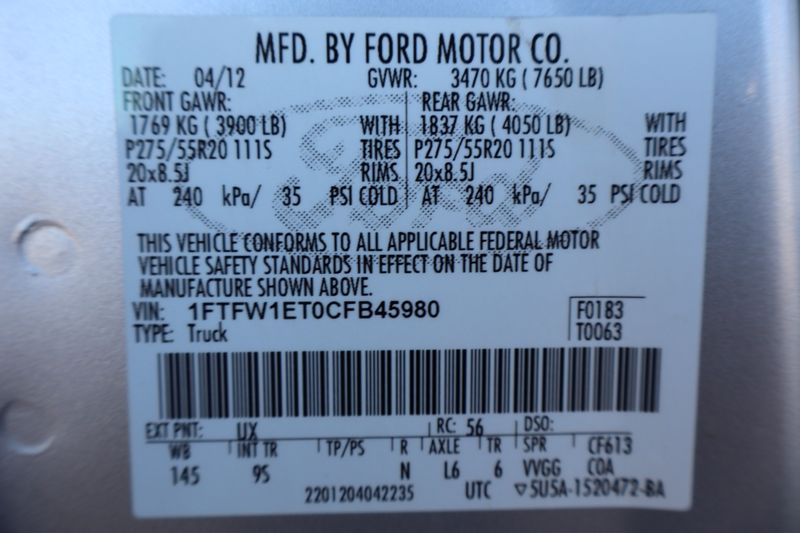 MFD. BY FORD MOTOR CO.
DATE: 04/12 GVWR: 3470 KG ( 7650 LB)
FRONT GAWR: REAR GAWR:
1769 KG ( 3900 LB) WITH 1837 KG ( 4050 LB) WITH
P275/55R20 111S TIRES P275/55R20 111S TIRES
20x8.5J RIMS 20x8.5J RIMS
AT 240 kPa/ 35 PSI COLD AT 240 kPa/ 35 PSI COLD
Ford
THIS VEHICLE CONFORMS TO ALL APPLICABLE FEDERAL MOTOR
VEHICLE SAFETY STANDARDS IN EFFECT ON THE DATE OF
MANUFACTURE SHOWN ABOVE.
VIN: 1FTFW1ET0CFB45980 F0183
TYPE: Truck T0063
EXT PNT: UX RC: 56 DSO:
WB INT TR TP/PS R AXLE TR SPR CF613
145 9S N L6 6 VVGG COA
2201204042235 UTC ▽5U5A-1520472-BA